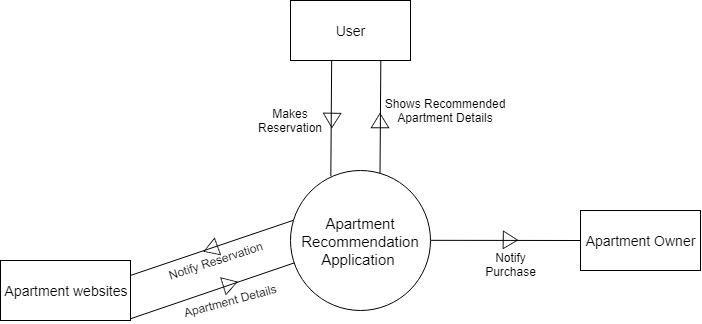 User
Makes
Reservation
Shows Recommended
Apartment Details
Apartment
Recommendation
Application
Notify Reservation
Apartment Details
Apartment websites
Notify
Purchase
Apartment Owner